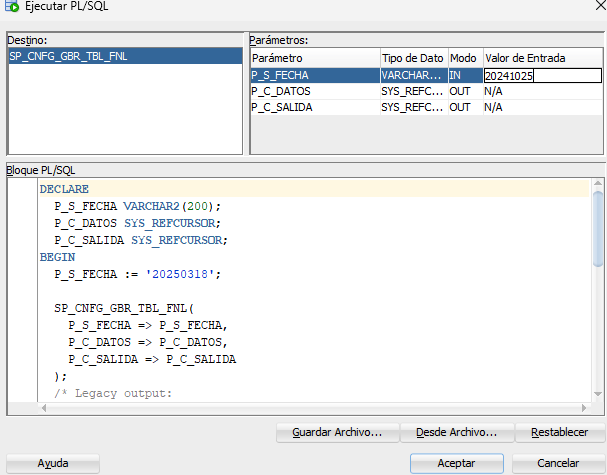 Ejecutar PL/SQL
Destino:
SP_CNFG_GBR_TBL_FNL
Parámetros:
Parámetro Tipo de Dato Modo Valor de Entrada
P_S_FECHA VARCHAR... IN 20241025
P_C_DATOS SYS_REFC... OUT N/A
P_C_SALIDA SYS_REFC... OUT N/A
Bloque PL/SQL
DECLARE
P_S_FECHA VARCHAR2(200);
P_C_DATOS SYS_REFCURSOR;
P_C_SALIDA SYS_REFCURSOR;
BEGIN
P_S_FECHA := '20250318';
SP_CNFG_GBR_TBL_FNL(
P_S_FECHA => P_S_FECHA,
P_C_DATOS => P_C_DATOS,
P_C_SALIDA => P_C_SALIDA
);
/* Legacy output:
Guardar Archivo... Desde Archivo... Restablecer
Ayuda Aceptar Cancelar